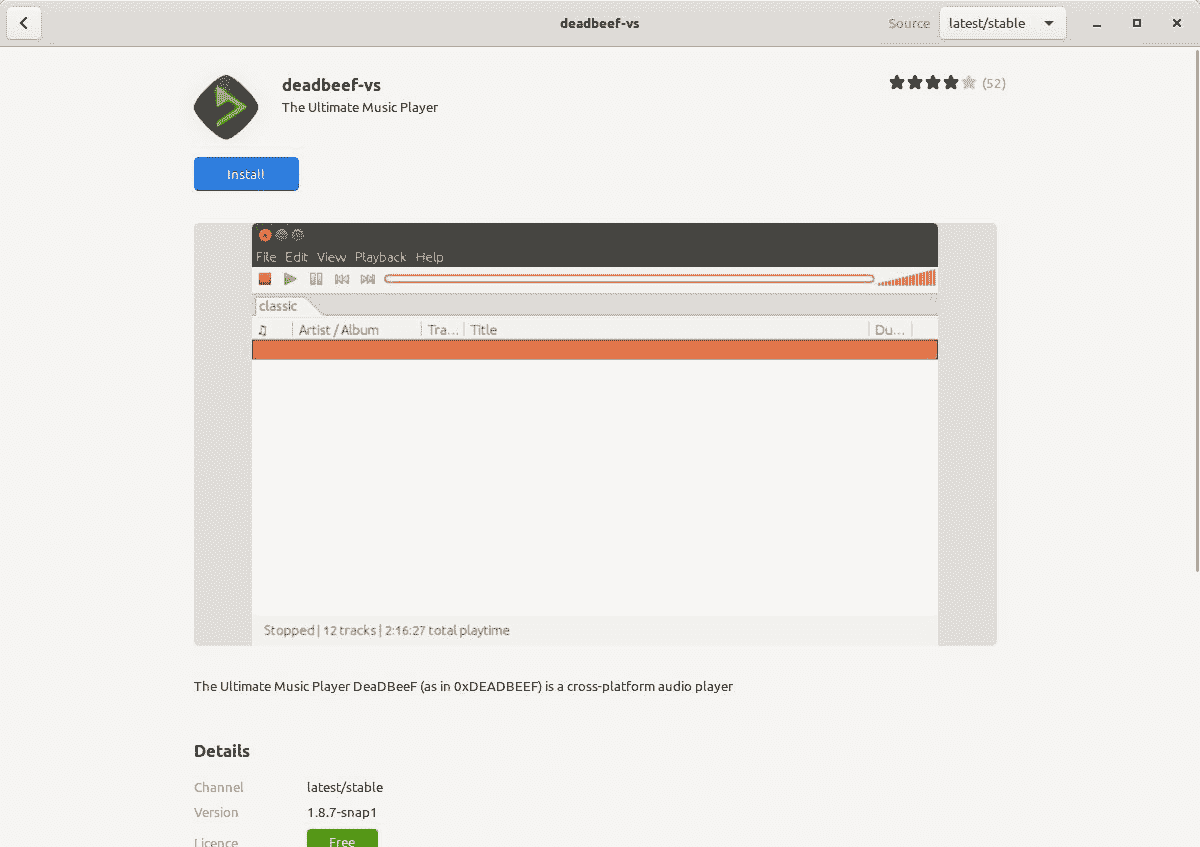 deadbeef-vs
Source latest/stable
deadbeef-vs
The Ultimate Music Player
(52)
Install
File Edit View Playback Help
classic
Artist / Album Tra... Title Du...
Stopped | 12 tracks | 2:16:27 total playtime
The Ultimate Music Player DeaDBeeF (as in 0xDEADBEEF) is a cross-platform audio player
Details
Channel latest/stable
Version 1.8.7-snap1
Licence Free